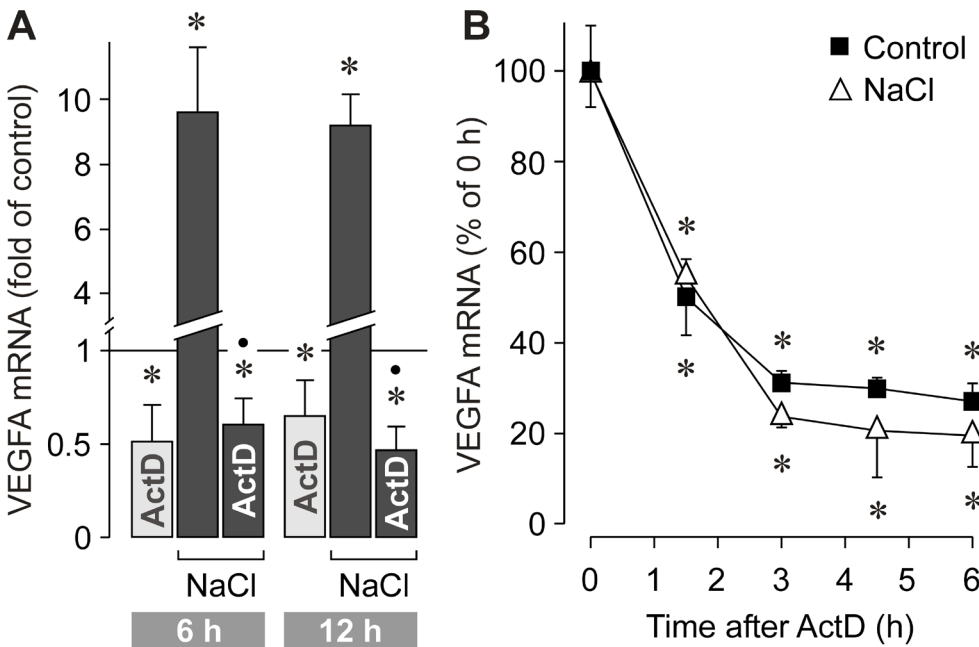 A
VEGFA mRNA (fold of control)
10
8
6
4
1
0.5
0
*
*
*
*
*
*
ActD
ActD
ActD
ActD
NaCl
NaCl
6 h
12 h
B
VEGFA mRNA (% of 0 h)
100
80
60
40
20
0
Control
NaCl
*
*
*
*
*
*
*
*
0 1 2 3 4 5 6
Time after ActD (h)